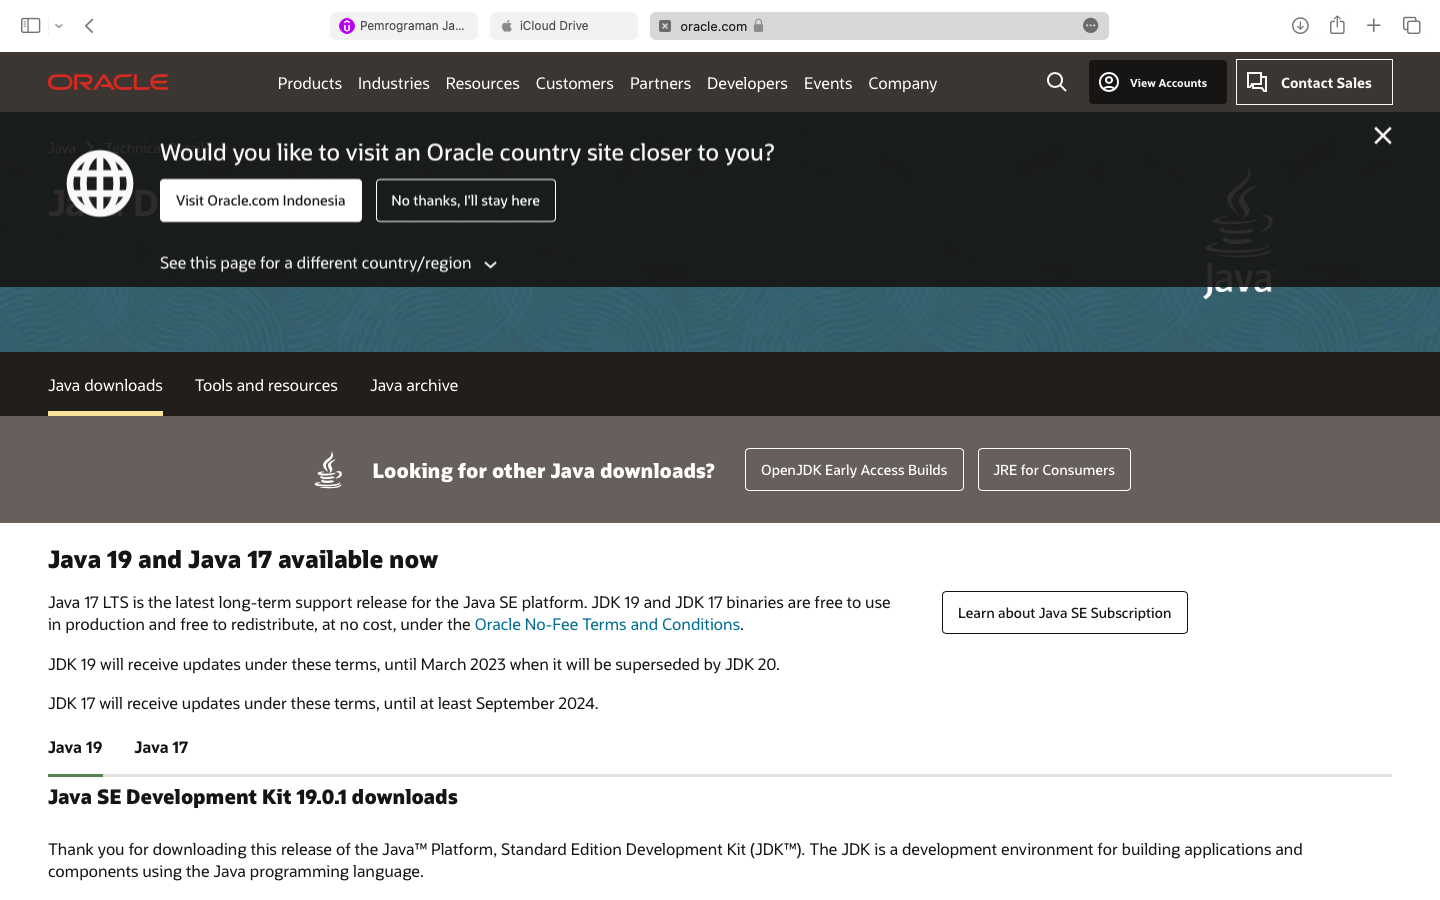 Pemrograman Ja...
iCloud Drive
oracle.com
ORACLE
Products Industries Resources Customers Partners Developers Events Company
View Accounts
Contact Sales
Java
Would you like to visit an Oracle country site closer to you?
Visit Oracle.com Indonesia
No thanks, I'll stay here
See this page for a different country/region
Java
Java downloads
Tools and resources
Java archive
Looking for other Java downloads?
OpenJDK Early Access Builds
JRE for Consumers
Java 19 and Java 17 available now
Java 17 LTS is the latest long-term support release for the Java SE platform. JDK 19 and JDK 17 binaries are free to use
in production and free to redistribute, at no cost, under the Oracle No-Fee Terms and Conditions.
Learn about Java SE Subscription
JDK 19 will receive updates under these terms, until March 2023 when it will be superseded by JDK 20.
JDK 17 will receive updates under these terms, until at least September 2024.
Java 19
Java 17
Java SE Development Kit 19.0.1 downloads
Thank you for downloading this release of the Java™ Platform, Standard Edition Development Kit (JDK™). The JDK is a development environment for building applications and
components using the Java programming language.